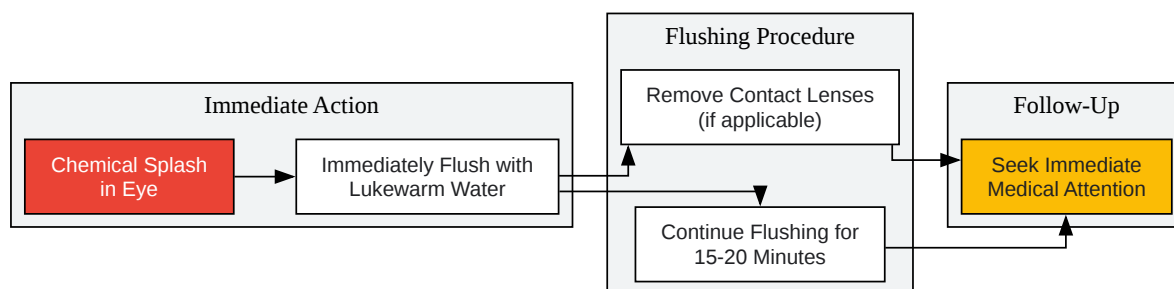 Immediate Action
Chemical Splash
in Eye
Immediately Flush with
Lukewarm Water
Flushing Procedure
Remove Contact Lenses
(if applicable)
Continue Flushing for
15-20 Minutes
Follow-Up
Seek Immediate
Medical Attention